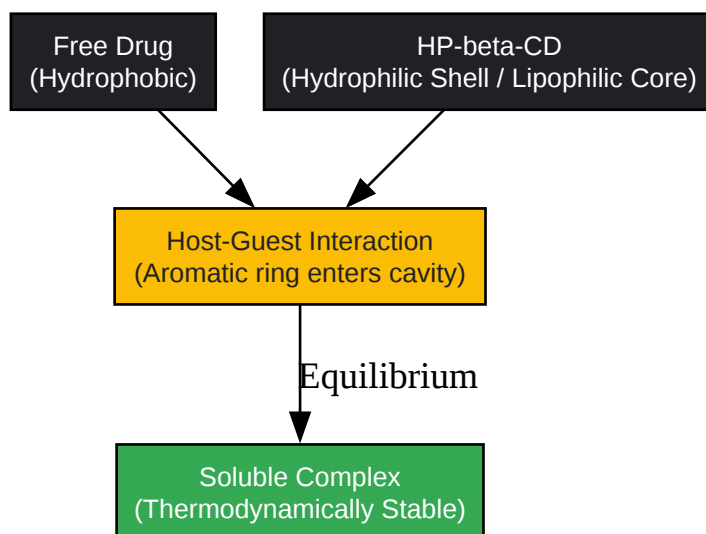 Free Drug
(Hydrophobic)
HP-beta-CD
(Hydrophilic Shell / Lipophilic Core)
Host-Guest Interaction
(Aromatic ring enters cavity)
Equilibrium
Soluble Complex
(Thermodynamically Stable)